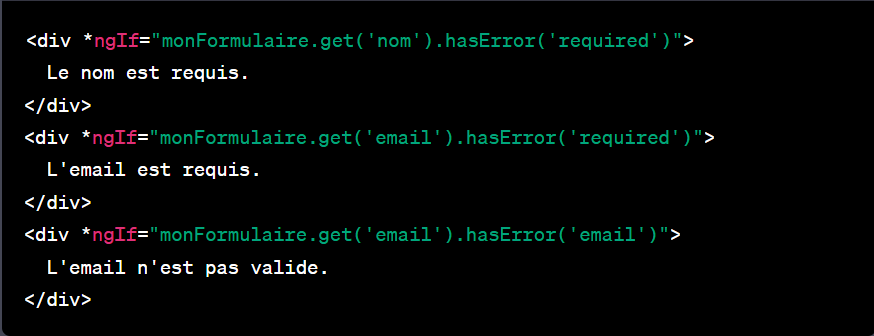 <div *ngIf="monFormulaire.get('nom').hasError('required')">
  Le nom est requis.
</div>
<div *ngIf="monFormulaire.get('email').hasError('required')">
  L'email est requis.
</div>
<div *ngIf="monFormulaire.get('email').hasError('email')">
  L'email n'est pas valide.
</div>